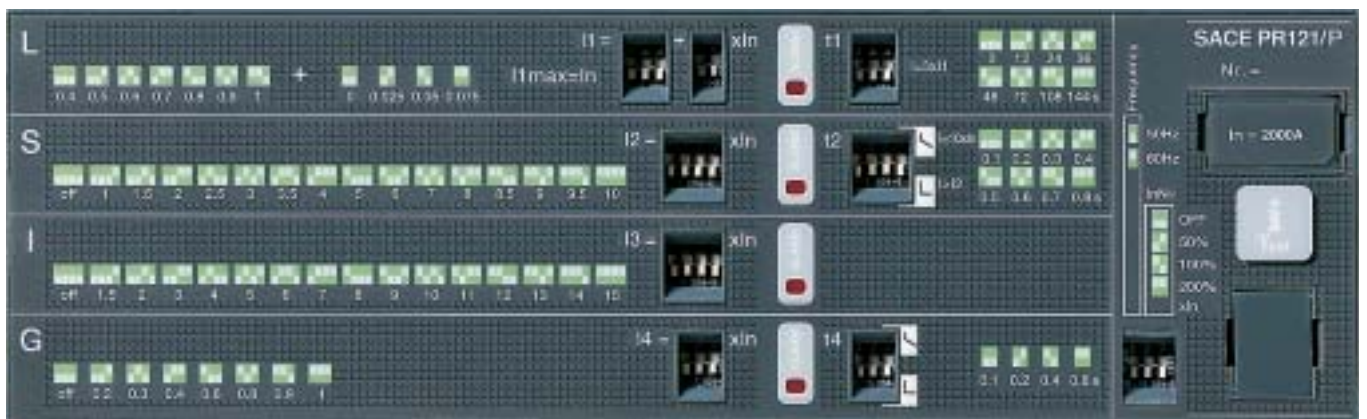 L
I1 = + xIn
t1
I1max=In
+
0.4 0.5 0.6 0.7 0.8 0.9 1
0 0.025 0.05 0.075
0 12 24 36
48 72 108 144 s
S
I2 = xIn
t2
off 1 1.5 2 2.5 3 3.5 4 5 6 7 8 8.5 9 9.5 10
0.1 0.2 0.3 0.4
0.5 0.6 0.7 0.8 s
I
I3 = xIn
off 1.5 2 3 4 5 6 7 8 9 10 11 12 13 14 15
G
I4 = xIn
t4
off 0.2 0.3 0.4 0.6 0.8 0.9 1
0.1 0.2 0.4 0.8 s
Frequency
50Hz
60Hz
InN
OFF
50%
100%
200%
xIn
SACE PR121/P
Nr. =
In = 2000A
Test